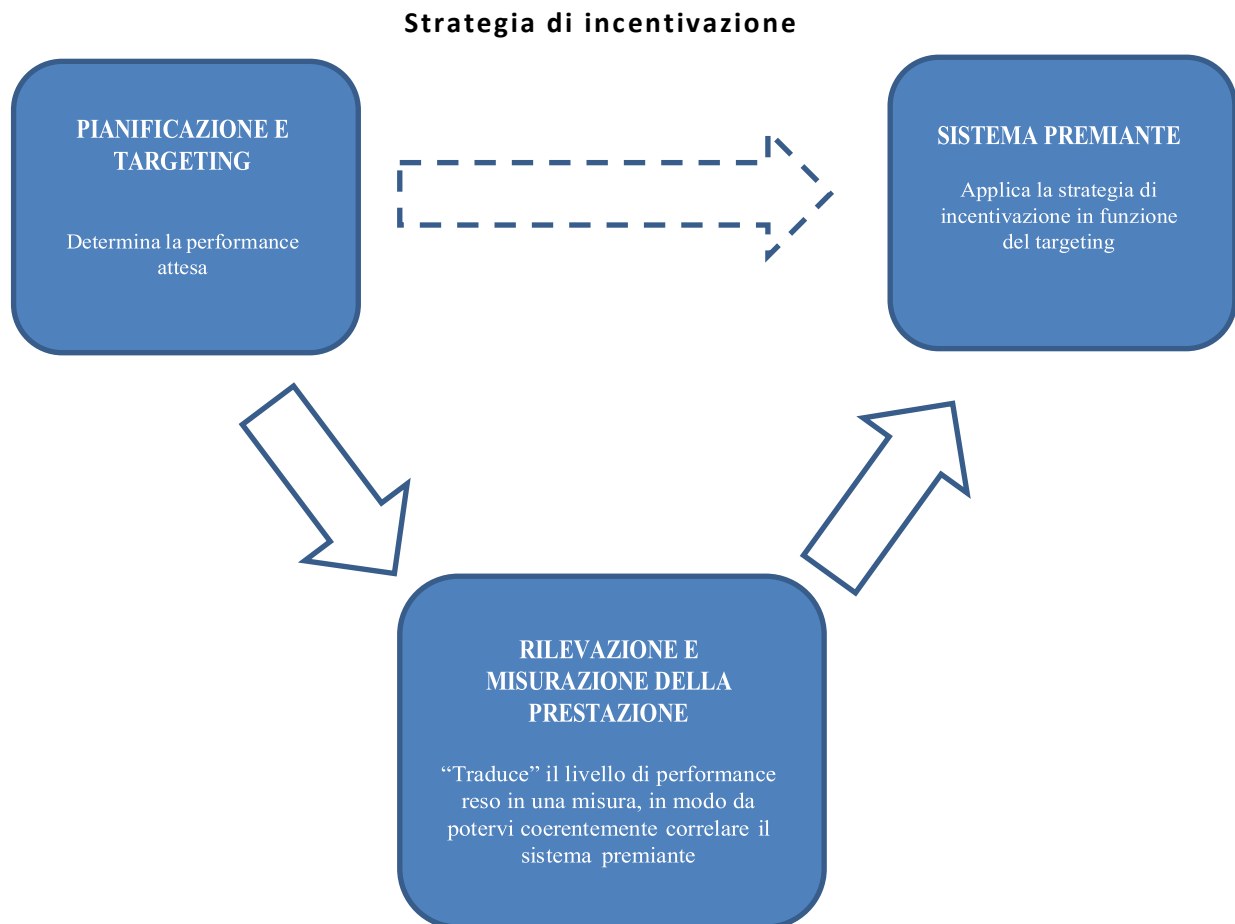 Strategia di incentivazione
PIANIFICAZIONE E
TARGETING
Determina la performance
attesa
SISTEMA PREMIANTE
Applica la strategia di
incentivazione in funzione
del targeting
RILEVAZIONE E
MISURAZIONE DELLA
PRESTAZIONE
“Traduce” il livello di performance
reso in una misura, in modo da
potervi coerentemente correlare il
sistema premiante